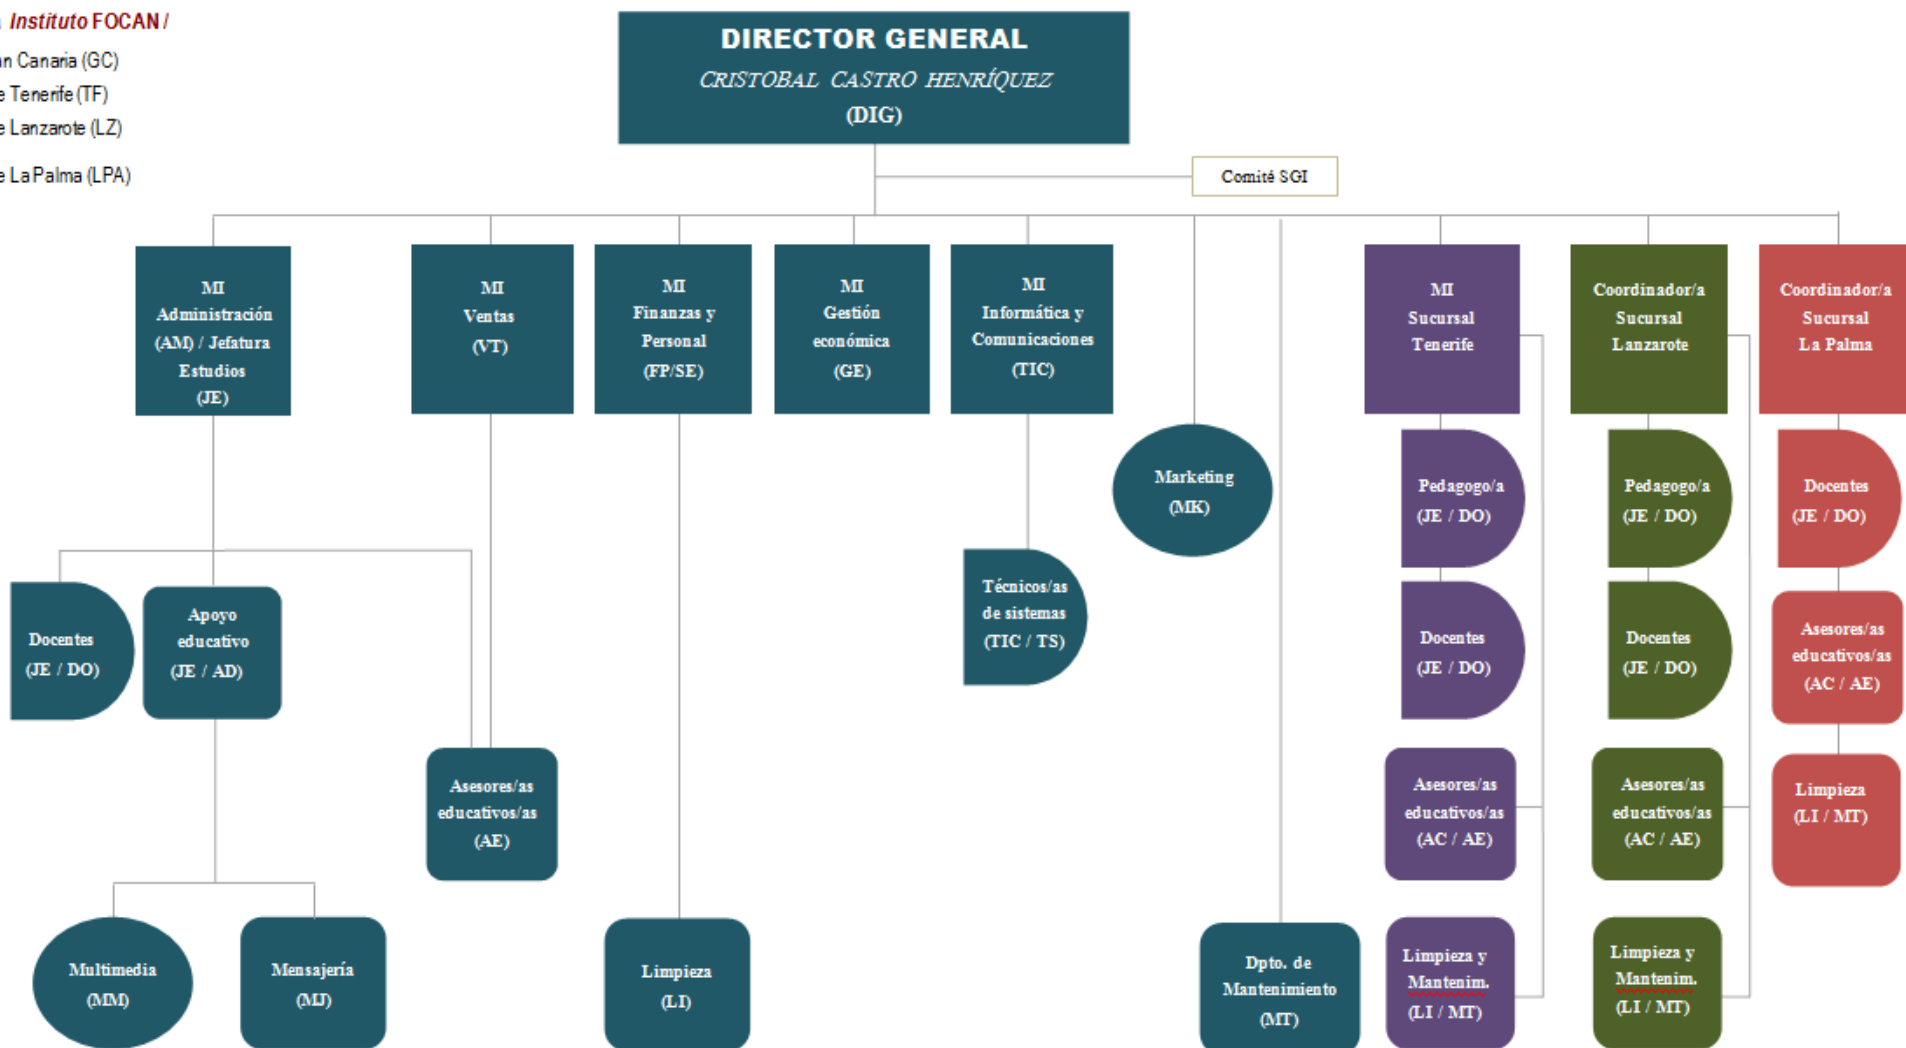 Instituto FOCAN /
Canaria (GC)
Tenerife (TF)
Lanzarote (LZ)
La Palma (LPA)
DIRECTOR GENERAL
CRISTOBAL CASTRO HENRÍQUEZ
(DIG)
Comité SGI
MI
Administración
(AM) / Jefatura
Estudios
(JE)
MI
Ventas
(VT)
MI
Finanzas y
Personal
(FP/SE)
MI
Gestión
económica
(GE)
MI
Informática y
Comunicaciones
(TIC)
MI
Sucursal
Tenerife
Coordinador/a
Sucursal
Lanzarote
Coordinador/a
Sucursal
La Palma
Marketing
(MK)
Pedagogo/a
(JE / DO)
Pedagogo/a
(JE / DO)
Docentes
(JE / DO)
Docentes
(JE / DO)
Apoyo
educativo
(JE / AD)
Técnicos/as
de sistemas
(TIC / TS)
Docentes
(JE / DO)
Docentes
(JE / DO)
Asesores/as
educativos/as
(AC / AE)
Asesores/as
educativos/as
(AE)
Asesores/as
educativos/as
(AC / AE)
Asesores/as
educativos/as
(AC / AE)
Limpieza
(LI / MT)
Multimedia
(MM)
Mensajería
(MJ)
Limpieza
(LI)
Dpto. de
Mantenimiento
(MT)
Limpieza y
Mantenim.
(LI / MT)
Limpieza y
Mantenim.
(LI / MT)